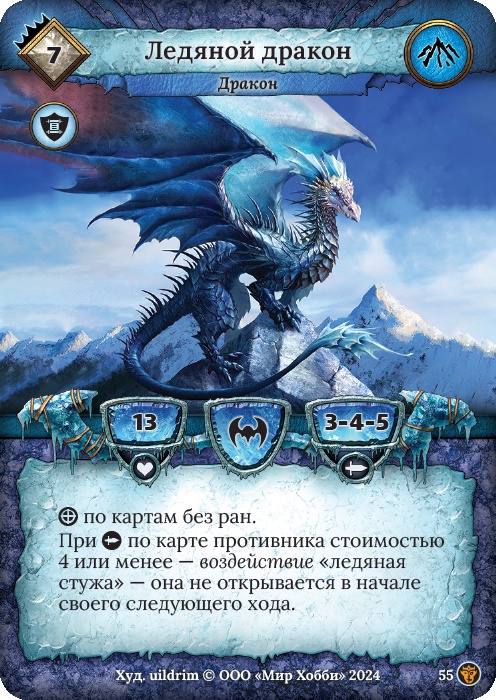 7
Ледяной дракон
Дракон
13
3-4-5
по картам без ран.
При по карте противника стоимостью
4 или менее — воздействие «ледяная
стужа» — она не открывается в начале
своего следующего хода.
Худ. uildrim © ООО «Мир Хобби» 2024
55